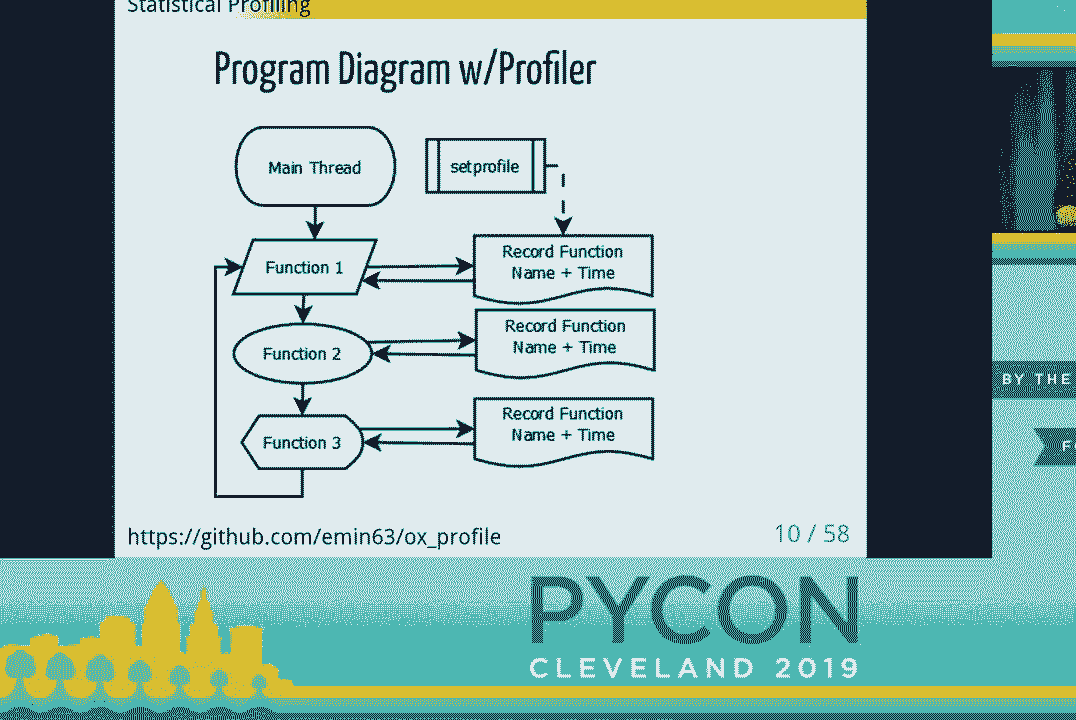 Statistical Profiling
Program Diagram w/Profiler
Main Thread
setprofile
Function 1
Record Function
Name + Time
Function 2
Record Function
Name + Time
Function 3
Record Function
Name + Time
https://github.com/emin63/ox_profile
10 / 58
BY THE
PYCON
CLEVELAND 2019